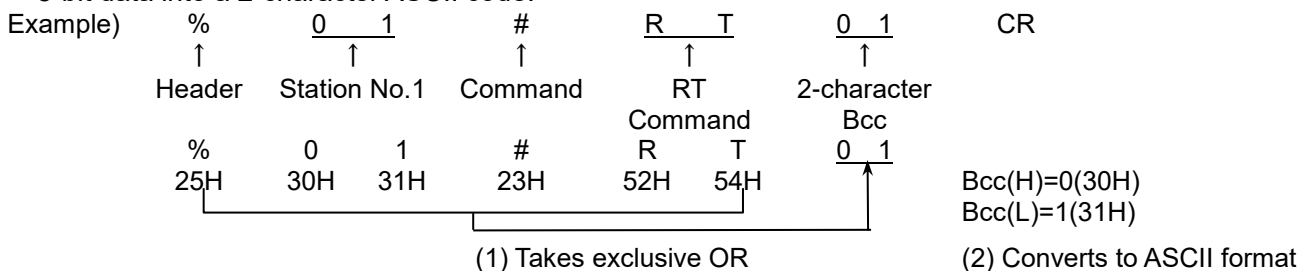 8-bit data into a 2-character ASCII code.
Example) % 0 1 # R T 0 1 CR
↑ ↑ ↑ ↑ ↑
Header Station No.1 Command RT 2-character
Command Bcc
% 0 1 # R T 0 1
25H 30H 31H 23H 52H 54H Bcc(H)=0(30H)
Bcc(L)=1(31H)
(1) Takes exclusive OR (2) Converts to ASCII format